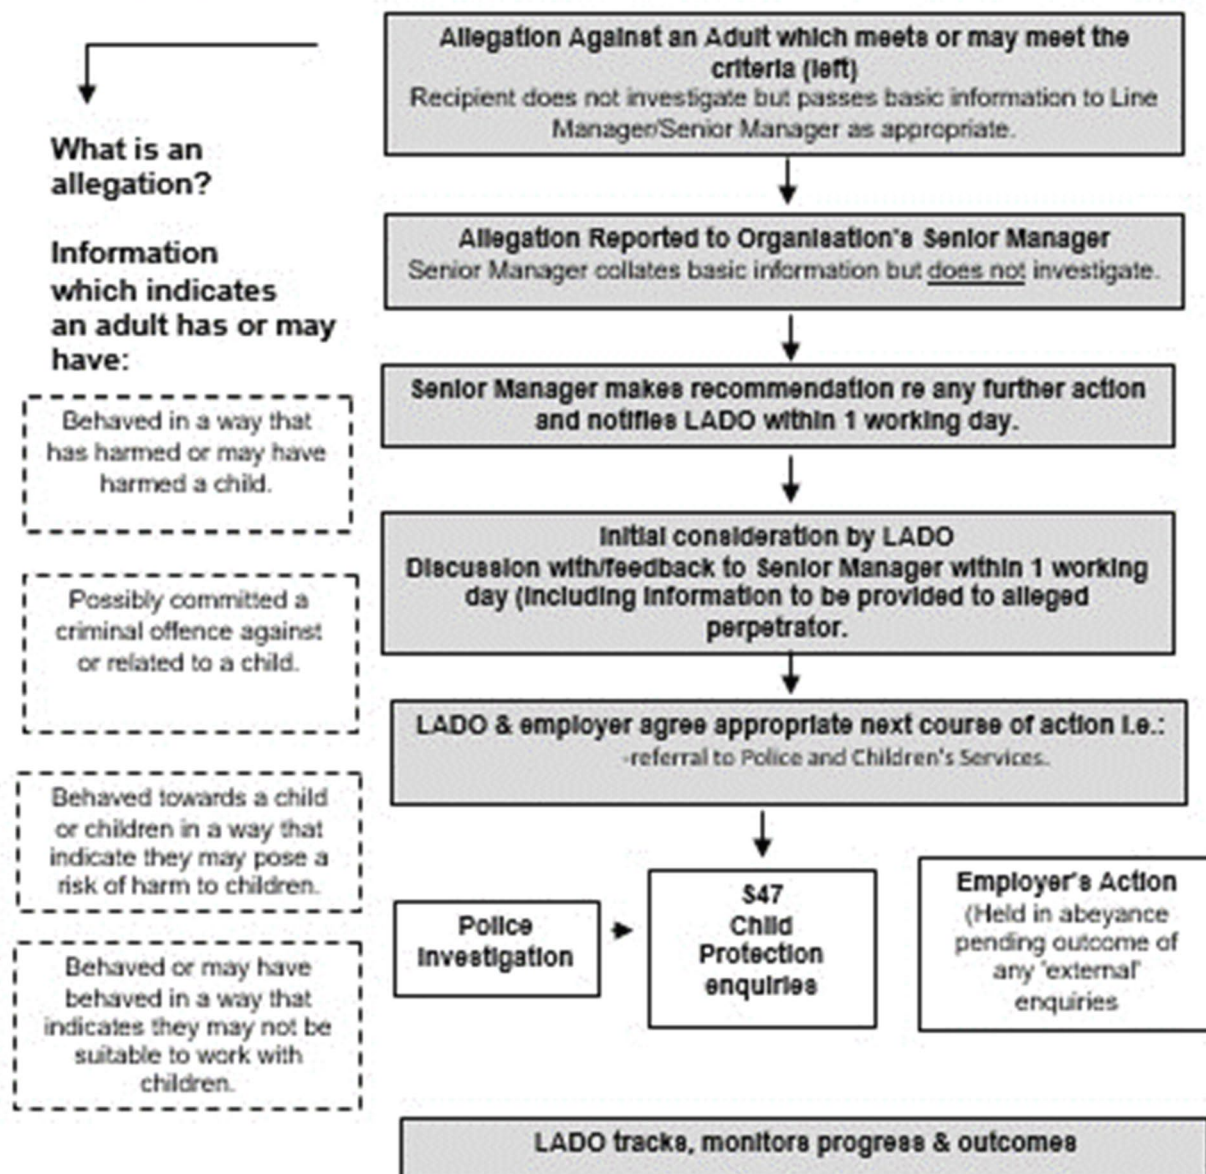 Allegation Against an Adult which meets or may meet the
criteria (left)
Recipient does not investigate but passes basic information to Line
Manager/Senior Manager as appropriate.
What is an
allegation?
Information
which indicates
an adult has or may
have:
Behaved in a way that
has harmed or may have
harmed a child.
Possibly committed a
criminal offence against
or related to a child.
Behaved towards a child
or children in a way that
indicate they may pose a
risk of harm to children.
Behaved or may have
behaved in a way that
indicates they may not be
suitable to work with
children.
Allegation Reported to Organisation's Senior Manager
Senior Manager collates basic information but does not investigate.
Senior Manager makes recommendation re any further action
and notifies LADO within 1 working day.
Initial consideration by LADO
Discussion with/feedback to Senior Manager within 1 working
day (including information to be provided to alleged
perpetrator.
LADO & employer agree appropriate next course of action i.e.:
-referral to Police and Children's Services.
Police
Investigation
S47
Child
Protection
enquiries
Employer's Action
(Held in abeyance
pending outcome of
any 'external'
enquiries
LADO tracks, monitors progress & outcomes